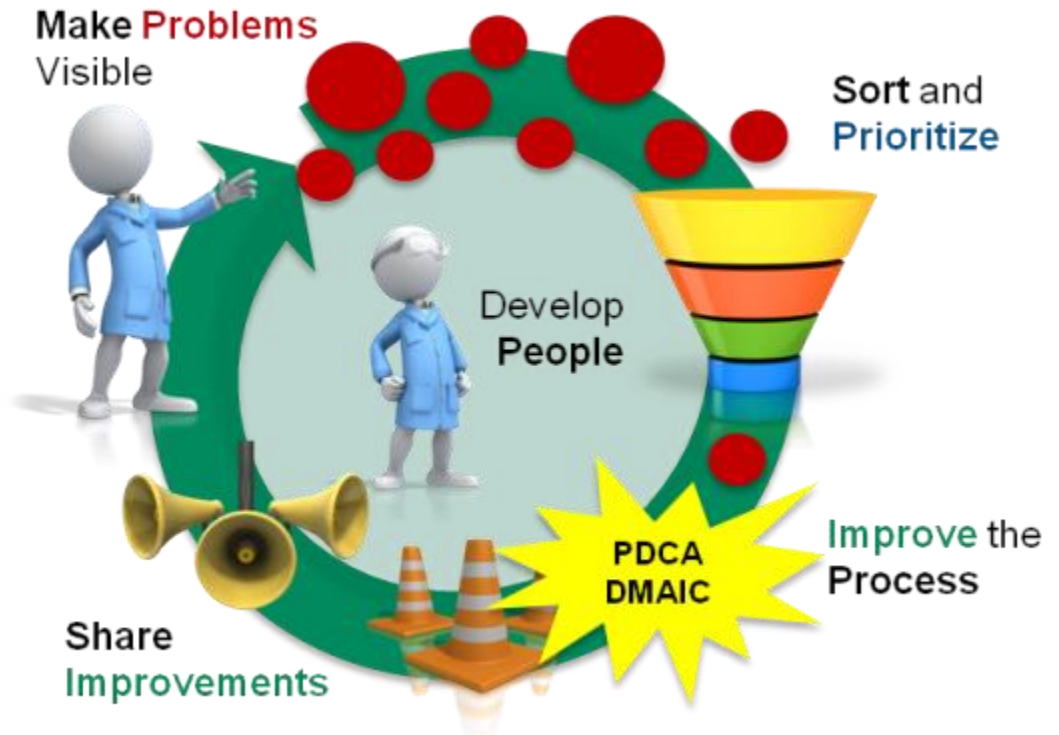 Make Problems
Visible
Sort and
Prioritize
Develop
People
PDCA
DMAIC
Improve the
Process
Share
Improvements